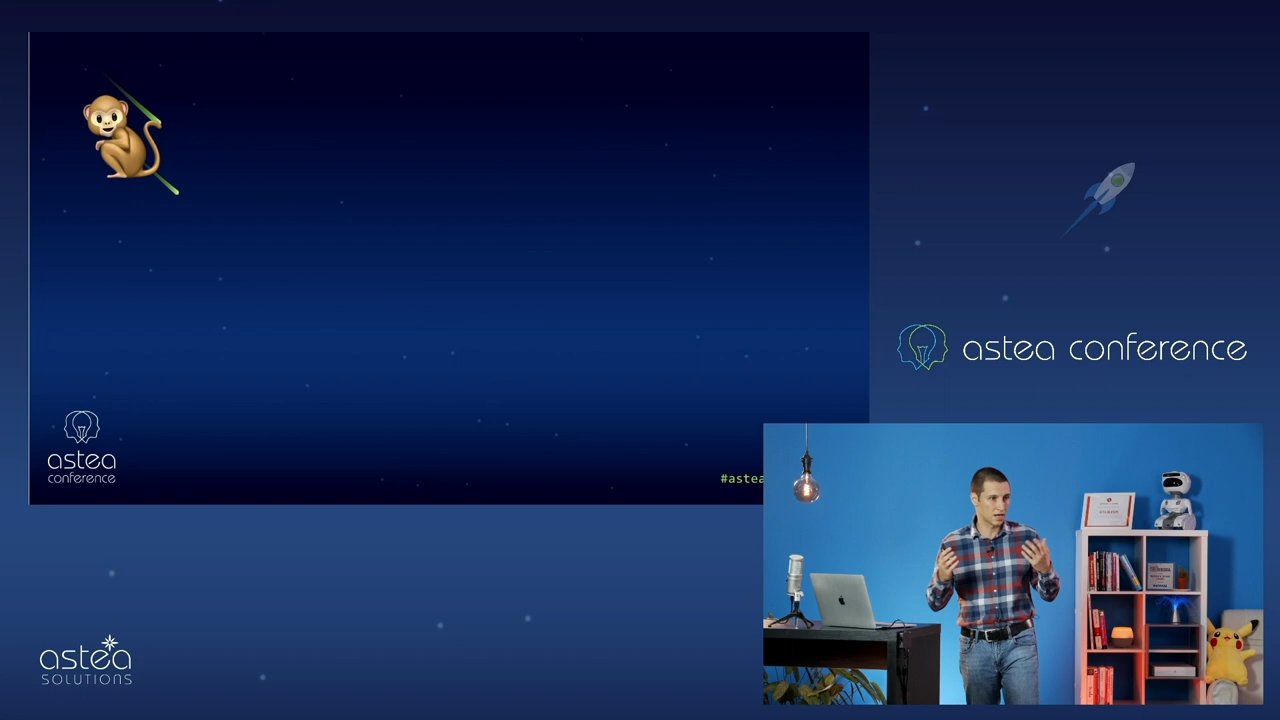 astea
conference
#astea
astea conference
astea
SOLUTIONS